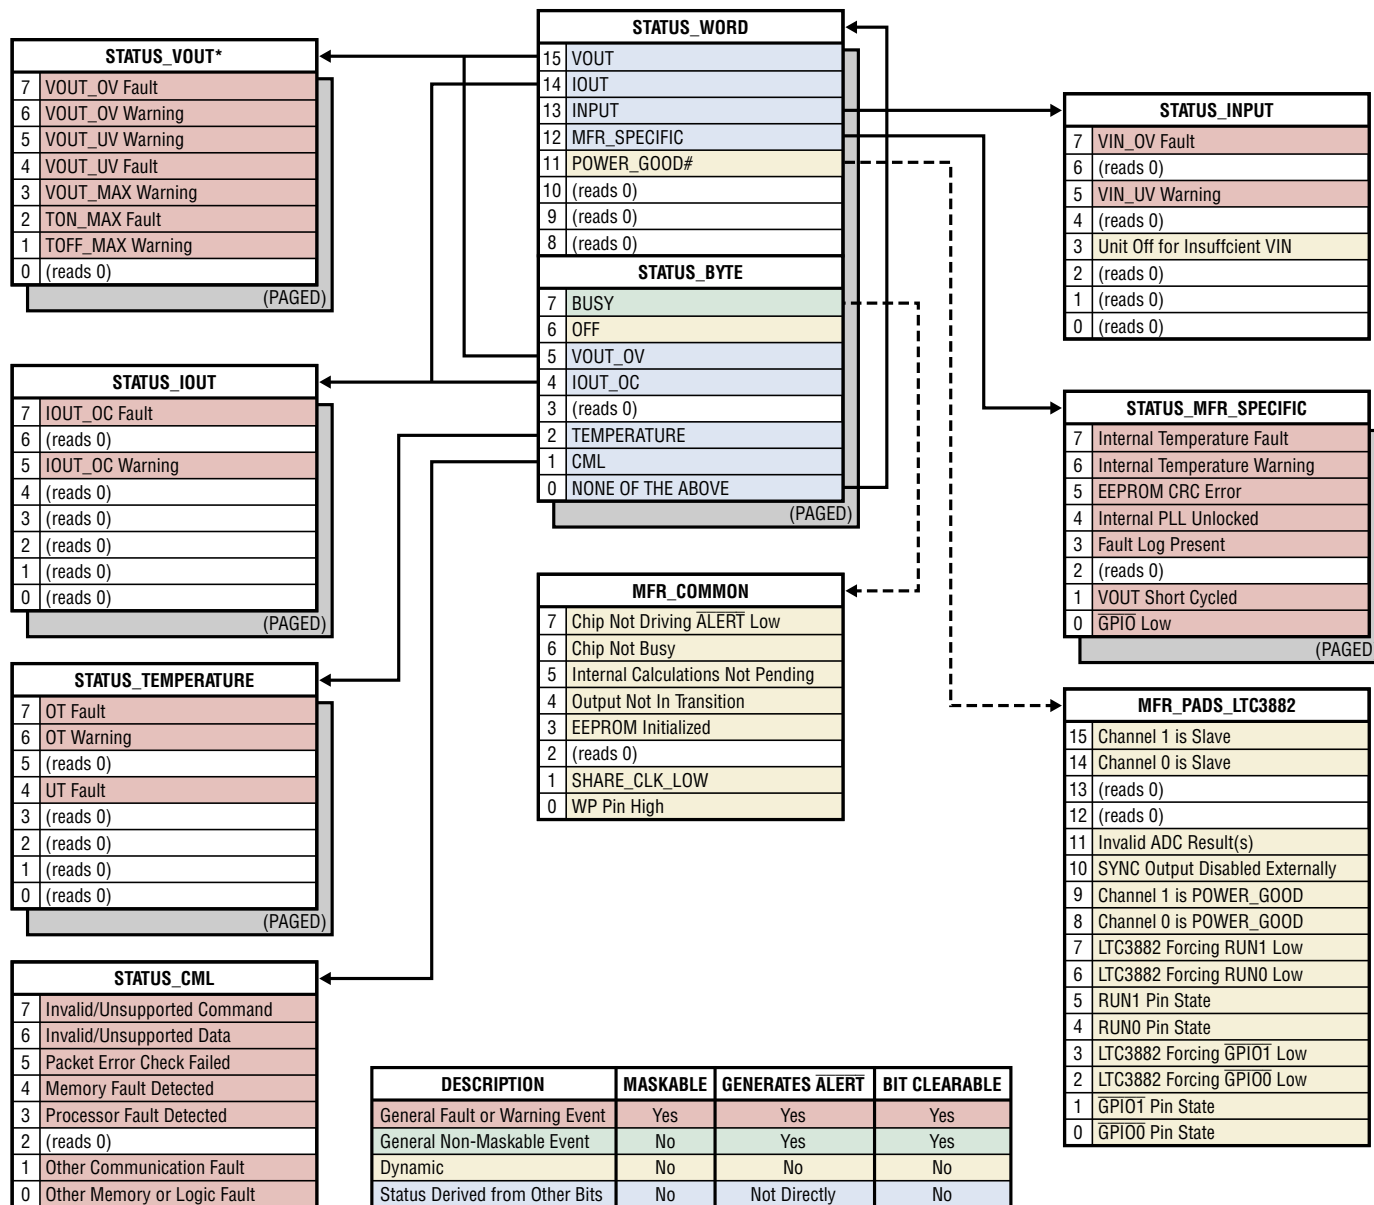 STATUS_VOUT*
7 VOUT_OV Fault
6 VOUT_OV Warning
5 VOUT_UV Warning
4 VOUT_UV Fault
3 VOUT_MAX Warning
2 TON_MAX Fault
1 TOFF_MAX Warning
0 (reads 0)
(PAGED)
STATUS_IOUT
7 IOUT_OC Fault
6 (reads 0)
5 IOUT_OC Warning
4 (reads 0)
3 (reads 0)
2 (reads 0)
1 (reads 0)
0 (reads 0)
(PAGED)
STATUS_TEMPERATURE
7 OT Fault
6 OT Warning
5 (reads 0)
4 UT Fault
3 (reads 0)
2 (reads 0)
1 (reads 0)
0 (reads 0)
(PAGED)
STATUS_CML
7 Invalid/Unsupported Command
6 Invalid/Unsupported Data
5 Packet Error Check Failed
4 Memory Fault Detected
3 Processor Fault Detected
2 (reads 0)
1 Other Communication Fault
0 Other Memory or Logic Fault
STATUS_WORD
15 VOUT
14 IOUT
13 INPUT
12 MFR_SPECIFIC
11 POWER_GOOD#
10 (reads 0)
9 (reads 0)
8 (reads 0)
STATUS_BYTE
7 BUSY
6 OFF
5 VOUT_OV
4 IOUT_OC
3 (reads 0)
2 TEMPERATURE
1 CML
0 NONE OF THE ABOVE
(PAGED)
MFR_COMMON
7 Chip Not Driving ALERT Low
6 Chip Not Busy
5 Internal Calculations Not Pending
4 Output Not In Transition
3 EEPROM Initialized
2 (reads 0)
1 SHARE_CLK_LOW
0 WP Pin High
DESCRIPTION MASKABLE GENERATES ALERT BIT CLEARABLE
General Fault or Warning Event Yes Yes Yes
General Non-Maskable Event No Yes Yes
Dynamic No No No
Status Derived from Other Bits No Not Directly No
STATUS_INPUT
7 VIN_OV Fault
6 (reads 0)
5 VIN_UV Warning
4 (reads 0)
3 Unit Off for Insuffcient VIN
2 (reads 0)
1 (reads 0)
0 (reads 0)
STATUS_MFR_SPECIFIC
7 Internal Temperature Fault
6 Internal Temperature Warning
5 EEPROM CRC Error
4 Internal PLL Unlocked
3 Fault Log Present
2 (reads 0)
1 VOUT Short Cycled
0 GPIO Low
(PAGED
MFR_PADS_LTC3882
15 Channel 1 is Slave
14 Channel 0 is Slave
13 (reads 0)
12 (reads 0)
11 Invalid ADC Result(s)
10 SYNC Output Disabled Externally
9 Channel 1 is POWER_GOOD
8 Channel 0 is POWER_GOOD
7 LTC3882 Forcing RUN1 Low
6 LTC3882 Forcing RUN0 Low
5 RUN1 Pin State
4 RUN0 Pin State
3 LTC3882 Forcing GPIO1 Low
2 LTC3882 Forcing GPIO0 Low
1 GPIO1 Pin State
0 GPIO0 Pin State